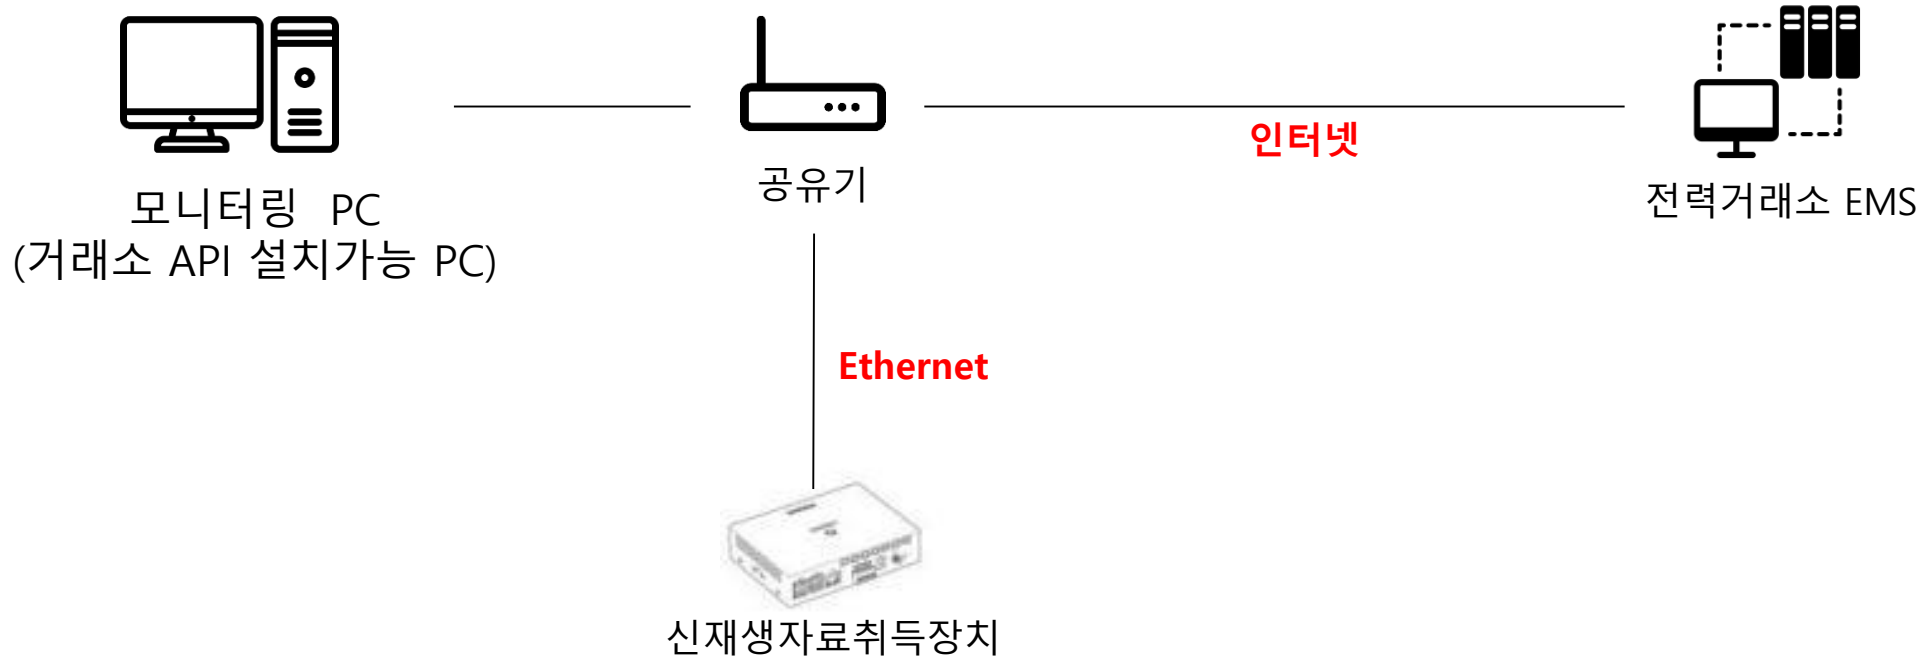 모니터링 PC
(거래소 API 설치가능 PC)
공유기
인터넷
전력거래소 EMS
Ethernet
신재생자료취득장치